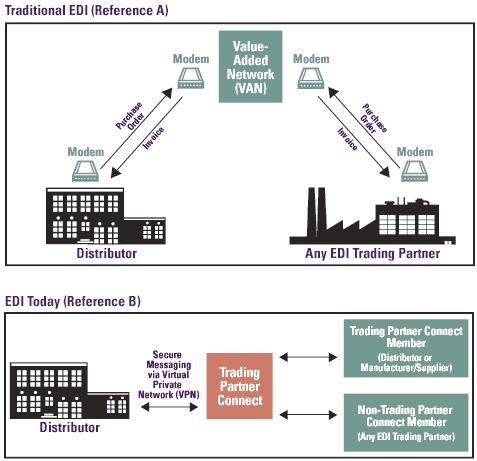 Traditional EDI (Reference A)
Value-
Added
Network
(VAN)
Modem
Modem
Purchase
Order
Invoice
Purchase
Order
Invoice
Modem
Modem
Distributor
Any EDI Trading Partner
EDI Today (Reference B)
Secure
Messaging
via Virtual
Private
Network (VPN)
Trading
Partner
Connect
Trading Partner Connect
Member
(Distributor or
Manufacturer/Supplier)
Non-Trading Partner
Connect Member
(Any EDI Trading Partner)
Distributor